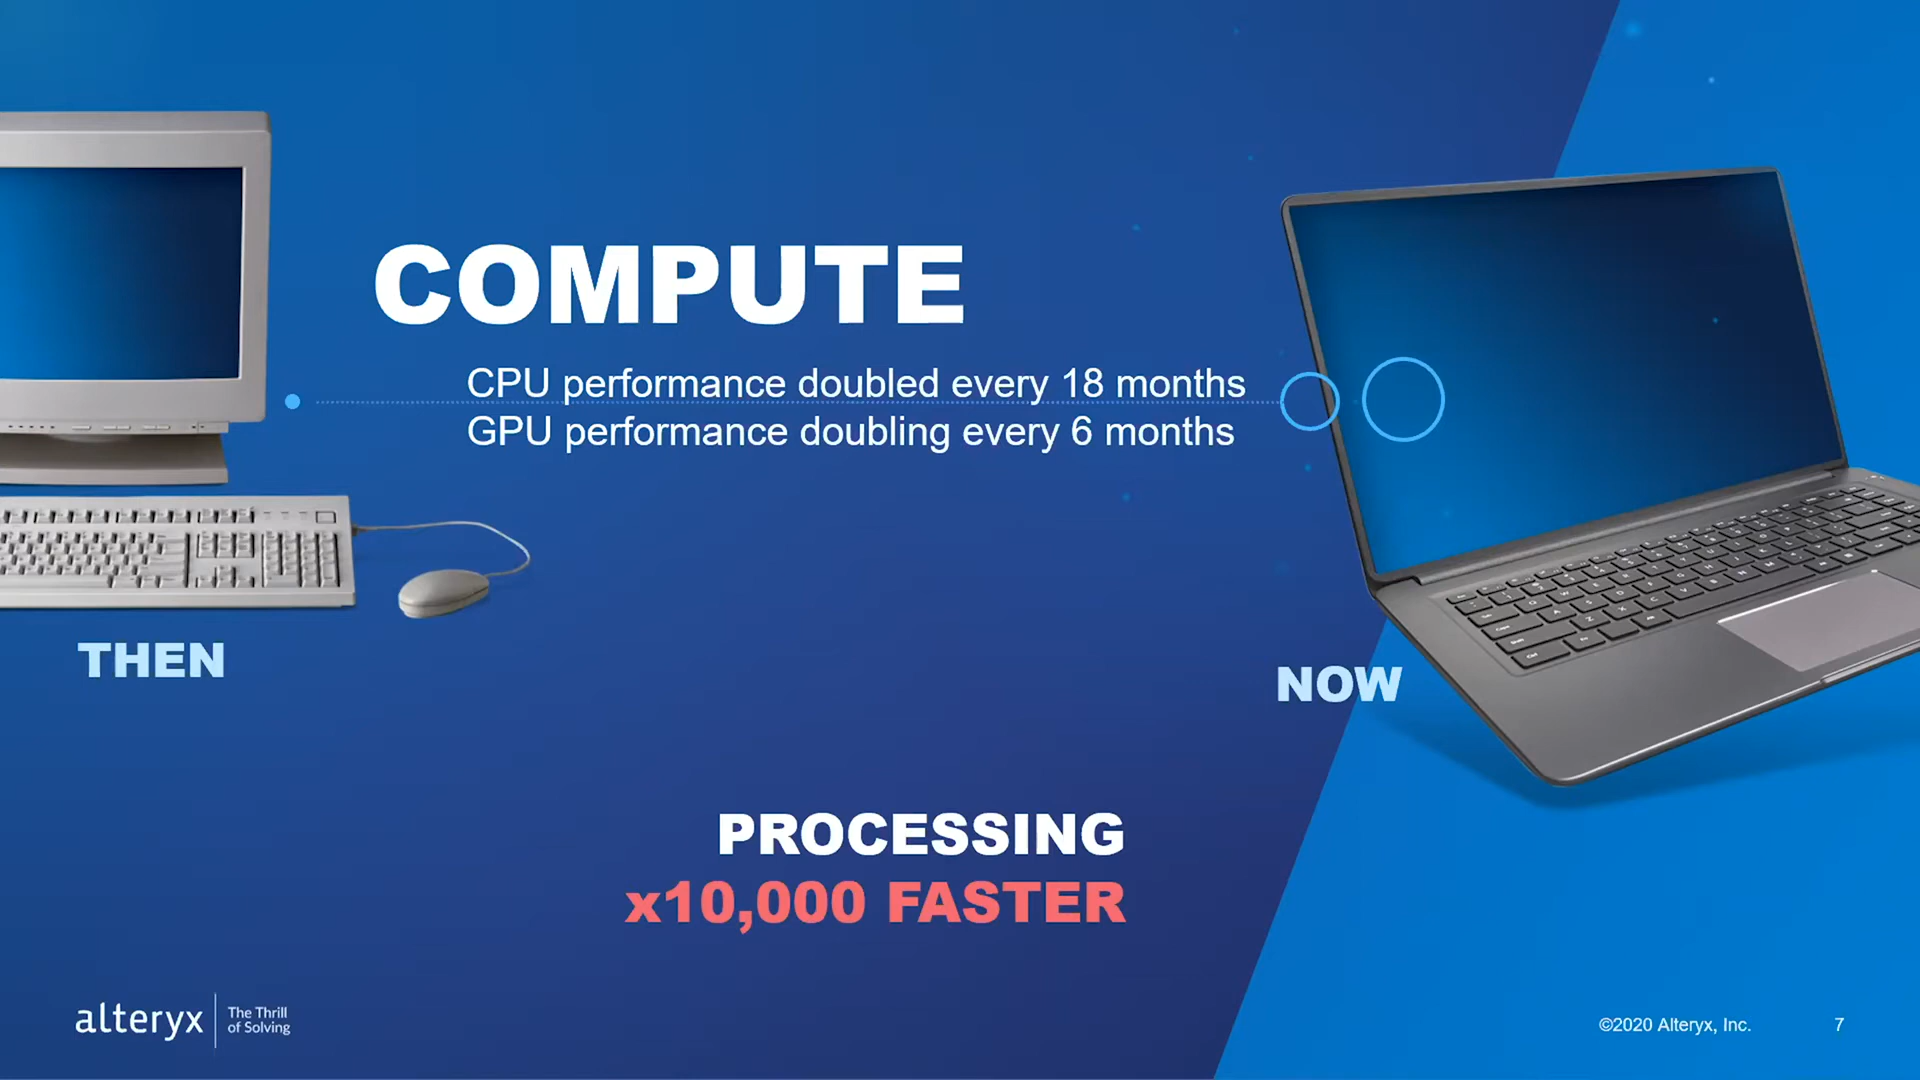 COMPUTE
CPU performance doubled every 18 months
GPU performance doubling every 6 months
THEN
NOW
PROCESSING
x10,000 FASTER
alteryx
The Thrill
of Solving
©2020 Alteryx, Inc.
7